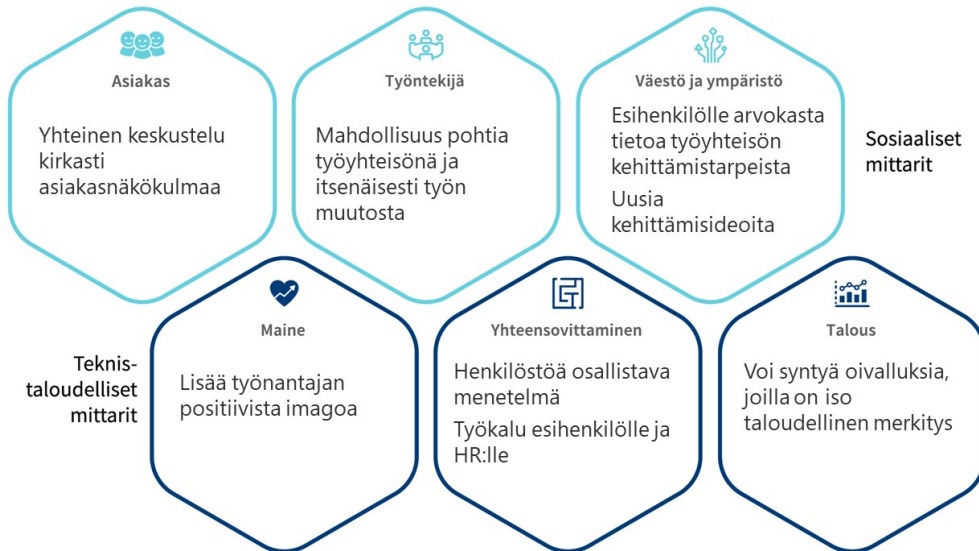 Asiakas
Yhteinen keskustelu
kirkasti
asiakasnäkökulmaa
Työntekijä
Mahdollisuus pohtia
työyhteisönä ja
itsenäisesti työn
muutosta
Väestö ja ympäristö
Esihenkilölle arvokasta
tietoa työyhteisön
kehittämistarpeista
Uusia
kehittämisideoita
Sosiaaliset
mittarit
Teknis-
taloudelliset
mittarit
Maine
Lisää työnantajan
positiivista imagoa
Yhteensovittaminen
Henkilöstöä osallistava
menetelmä
Työkalu esihenkilölle ja
HR:lle
Talous
Voi syntyä oivalluksia,
joilla on iso
taloudellinen merkitys